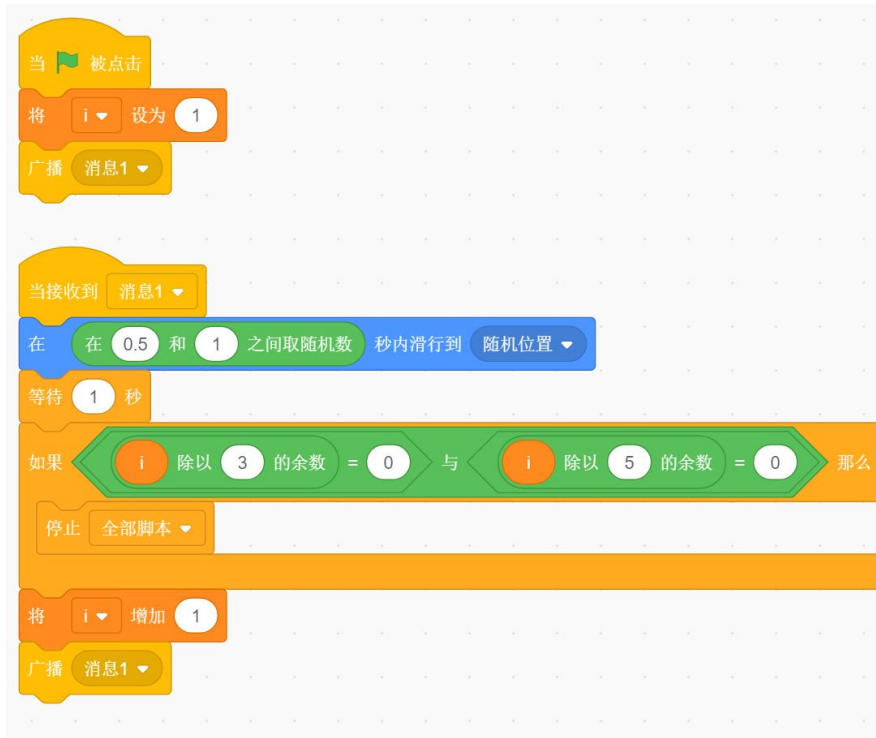 当 被点击
将 i 设为 1
广播 消息1
当接收到 消息1
在 在 0.5 和 1 之间取随机数 秒内滑行到 随机位置
等待 1 秒
如果 i 除以 3 的余数 = 0 与 i 除以 5 的余数 = 0 那么
停止 全部脚本
将 i 增加 1
广播 消息1